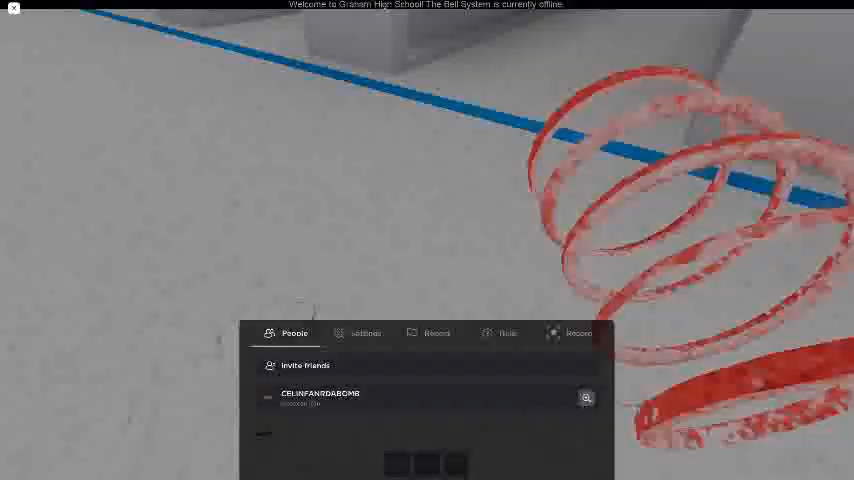 Welcome to Graham High School! The Bell System is currently offline.
People Settings Report Help Record
Invite friends
CELINFANRDABOMB